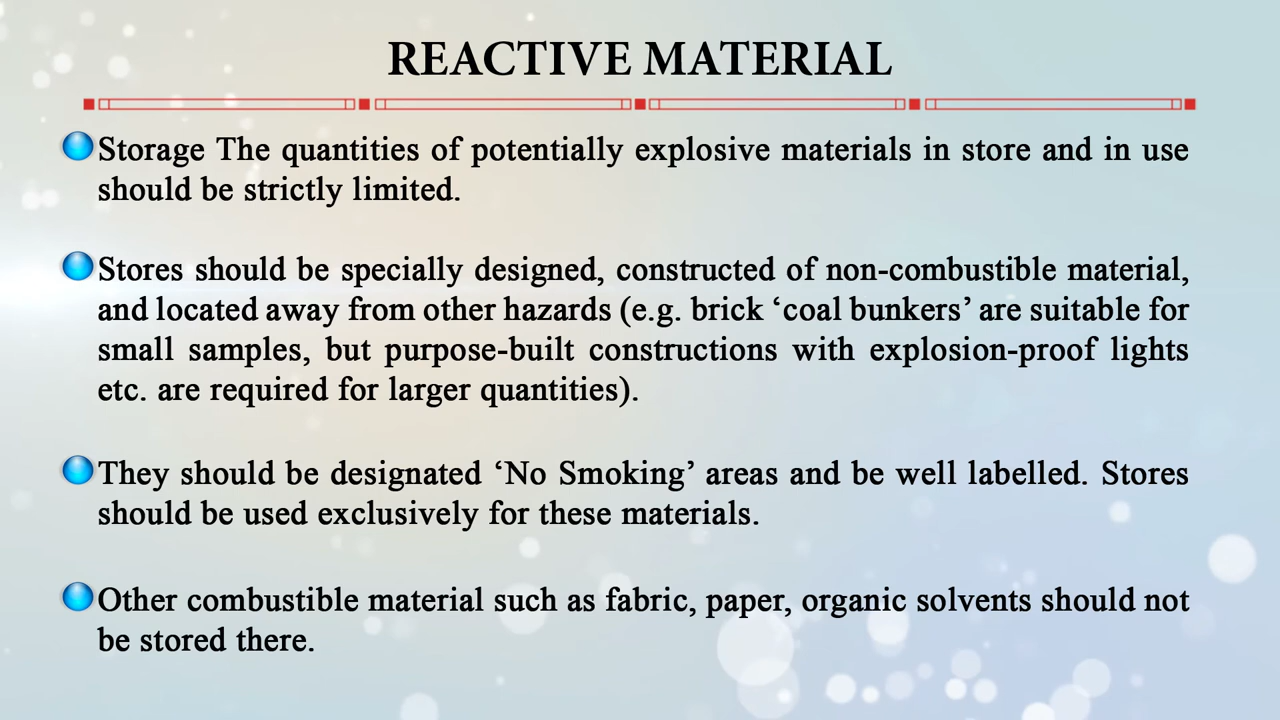 REACTIVE MATERIAL
Storage The quantities of potentially explosive materials in store and in use
should be strictly limited.
Stores should be specially designed, constructed of non-combustible material,
and located away from other hazards (e.g. brick ‘coal bunkers’ are suitable for
small samples, but purpose-built constructions with explosion-proof lights
etc. are required for larger quantities).
They should be designated ‘No Smoking’ areas and be well labelled. Stores
should be used exclusively for these materials.
Other combustible material such as fabric, paper, organic solvents should not
be stored there.